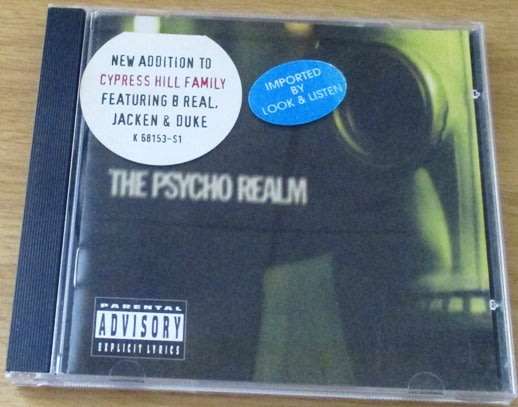 NEW ADDITION TO
CYPRESS HILL FAMILY
FEATURING B REAL,
JACKEN & DUKE
K 68153-S1
IMPORTED
BY
LOOK & LISTEN
THE PSYCHO REALM
PARENTAL
ADVISORY
EXPLICIT LYRICS